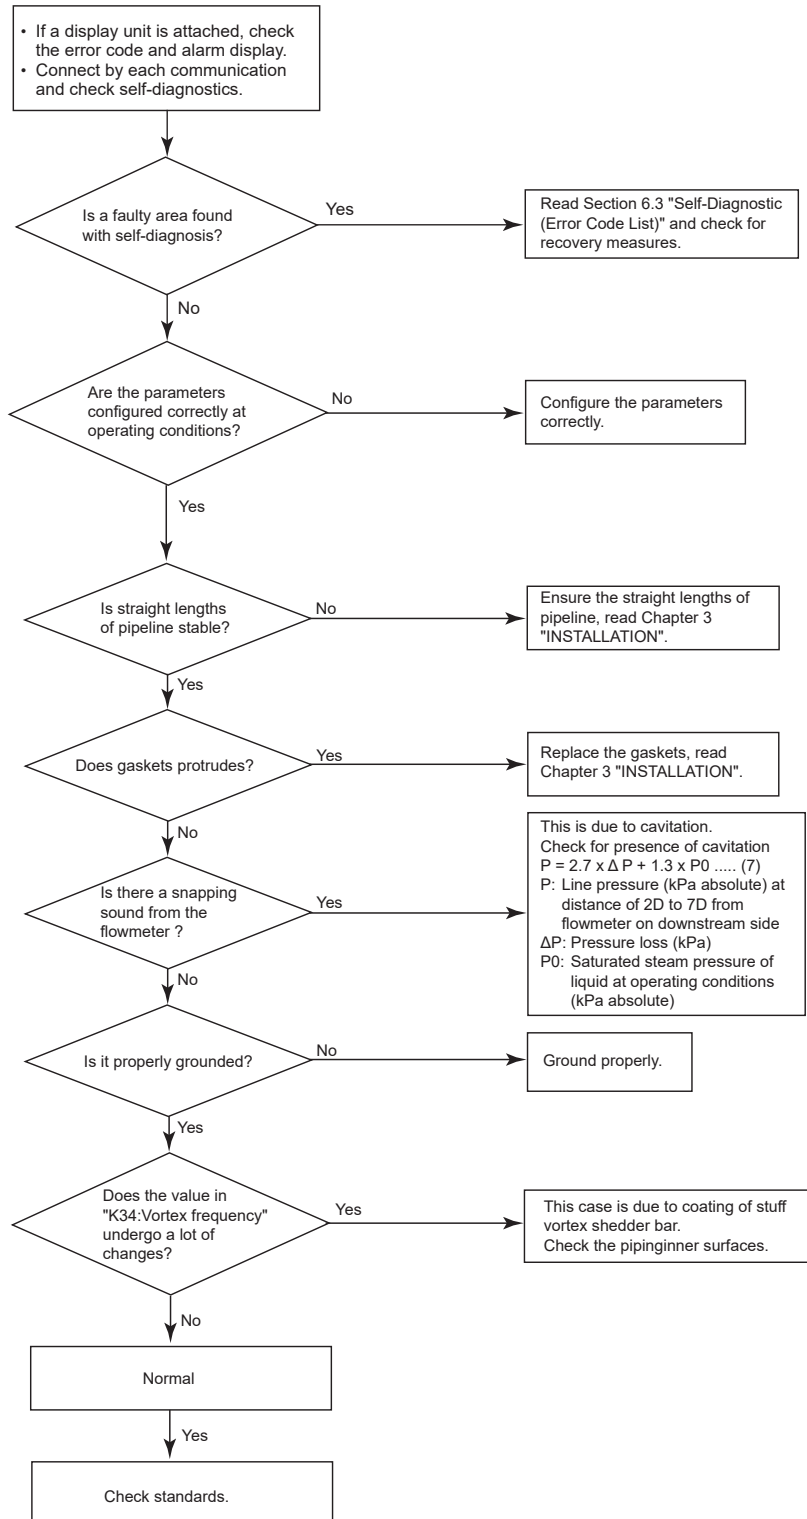 • If a display unit is attached, check
the error code and alarm display.
• Connect by each communication
and check self-diagnostics.
Is a faulty area found
with self-diagnosis?
Yes
Read Section 6.3 "Self-Diagnostic
(Error Code List)" and check for
recovery measures.
No
Are the parameters
configured correctly at
operating conditions?
No
Configure the parameters
correctly.
Yes
Is straight lengths
of pipeline stable?
No
Ensure the straight lengths of
pipeline, read Chapter 3
"INSTALLATION".
Yes
Does gaskets protrudes?
Yes
Replace the gaskets, read
Chapter 3 "INSTALLATION".
No
Is there a snapping
sound from the
flowmeter ?
Yes
This is due to cavitation.
Check for presence of cavitation
P = 2.7 x Δ P + 1.3 x P0 ..... (7)
P: Line pressure (kPa absolute) at
distance of 2D to 7D from
flowmeter on downstream side
ΔP: Pressure loss (kPa)
P0: Saturated steam pressure of
liquid at operating conditions
(kPa absolute)
No
Is it properly grounded?
No
Ground properly.
Yes
Does the value in
"K34:Vortex frequency"
undergo a lot of
changes?
Yes
This case is due to coating of stuff
vortex shedder bar.
Check the pipinginner surfaces.
No
Normal
Yes
Check standards.